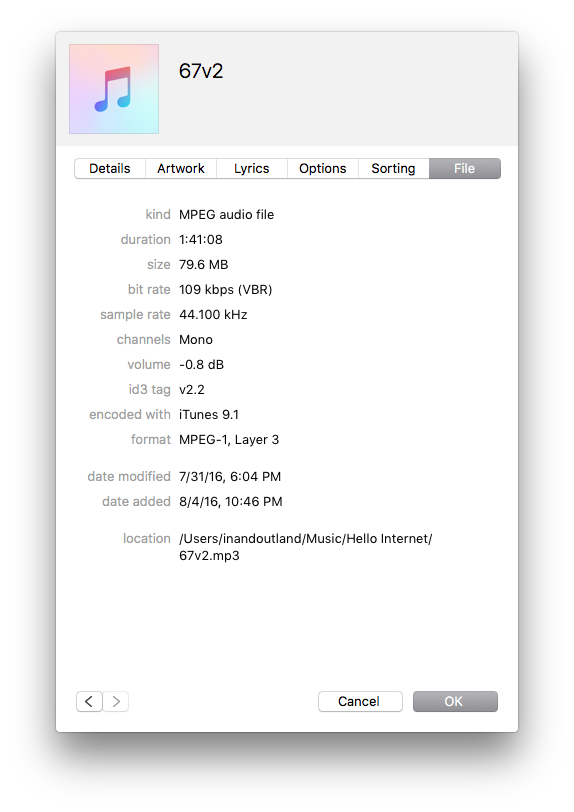 67v2
Details Artwork Lyrics Options Sorting File
kind MPEG audio file
duration 1:41:08
size 79.6 MB
bit rate 109 kbps (VBR)
sample rate 44.100 kHz
channels Mono
volume -0.8 dB
id3 tag v2.2
encoded with iTunes 9.1
format MPEG-1, Layer 3
date modified 7/31/16, 6:04 PM
date added 8/4/16, 10:46 PM
location /Users/inandoutland/Music/Hello Internet/
67v2.mp3
Cancel OK